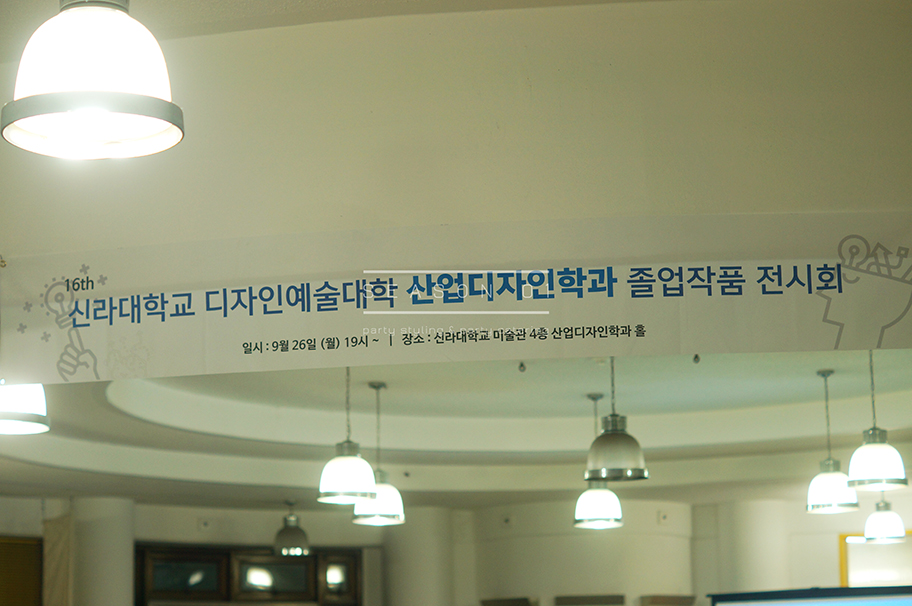 16th
신라대학교 디자인예술대학 산업디자인학과 졸업작품 전시회
일시 : 9월 26일 (월) 19시 ~ | 장소 : 신라대학교 미술관 4층 산업디자인학과 홀
party styling &